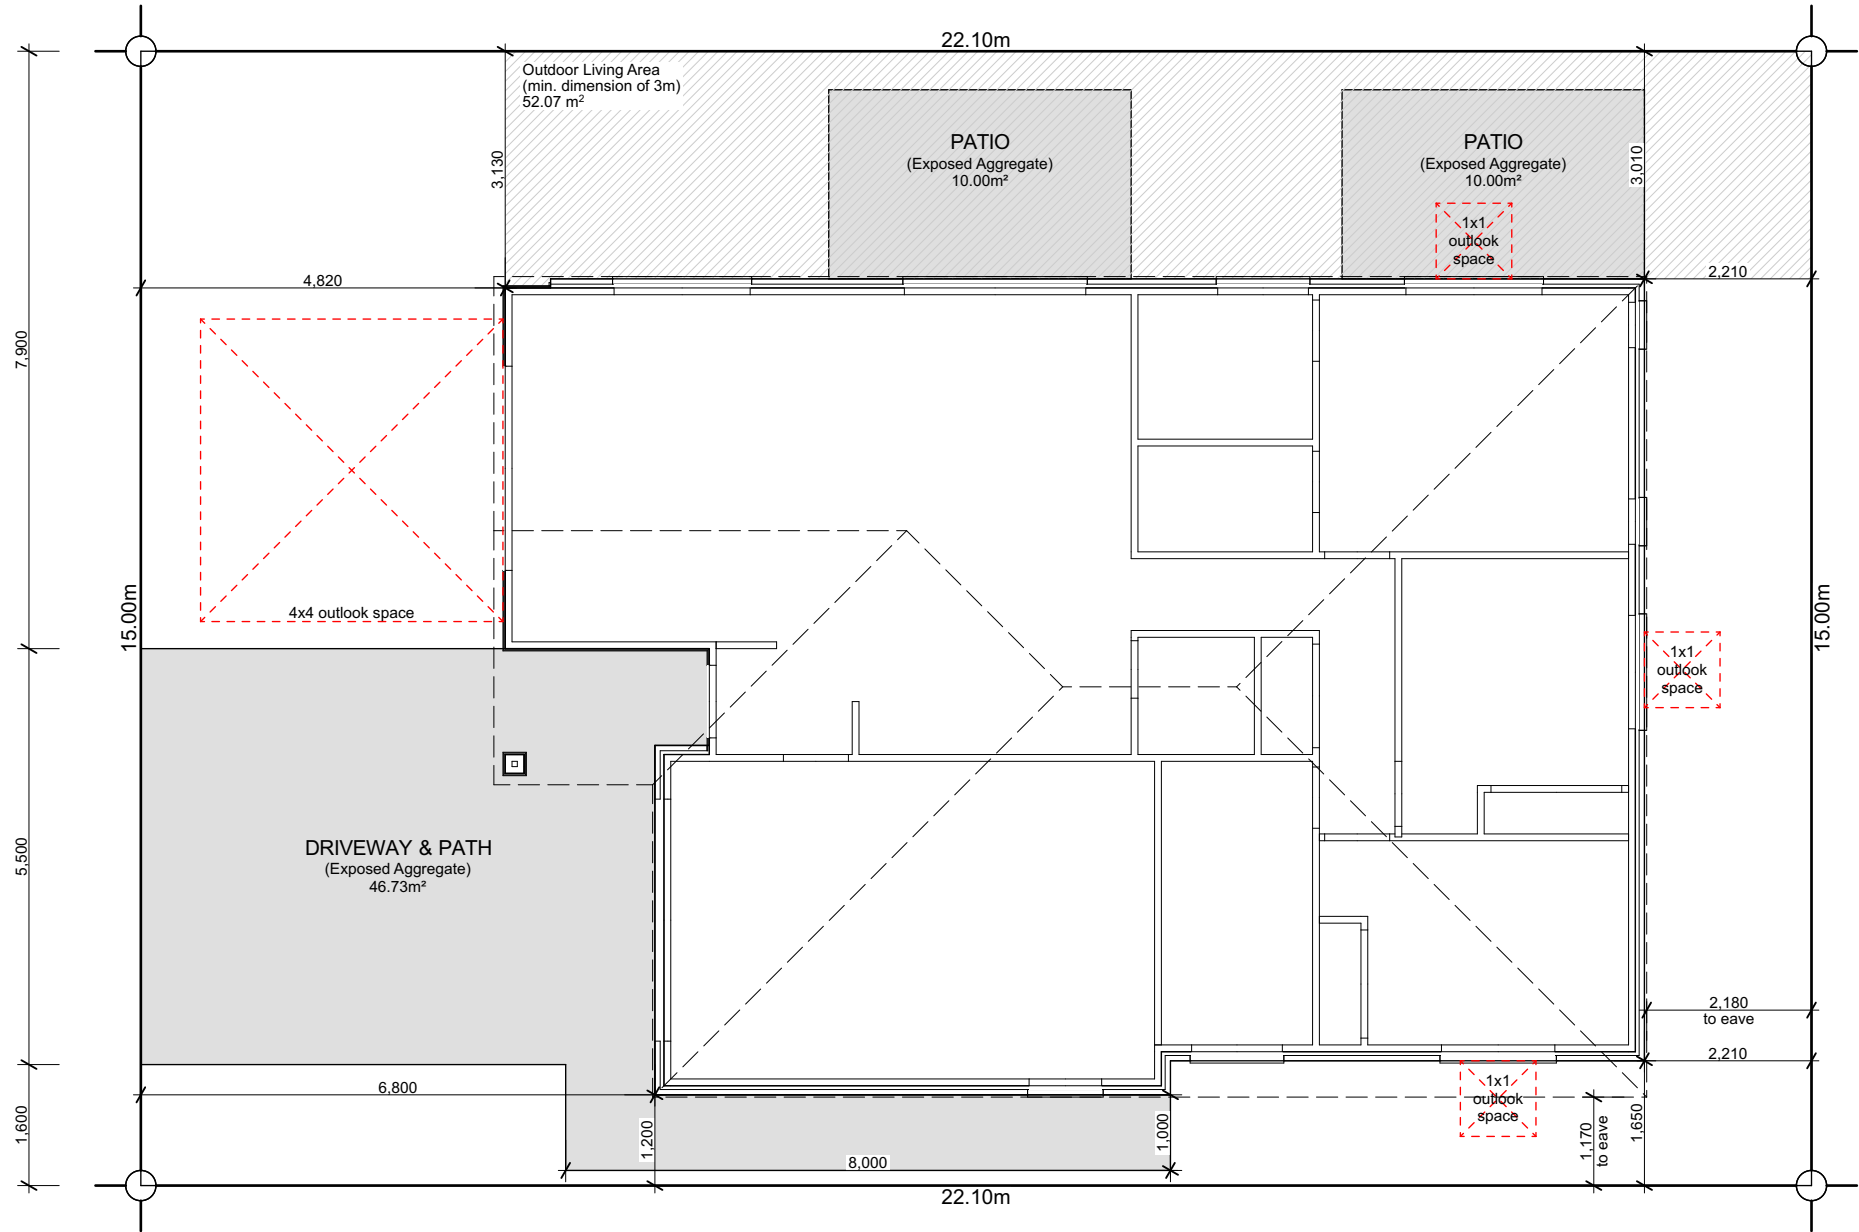 22.10m
Outdoor Living Area
(min. dimension of 3m)
52.07 m²
PATIO
(Exposed Aggregate)
10.00m²
PATIO
(Exposed Aggregate)
10.00m²
3,130
3,010
1x1
outlook
space
4,820
2,210
7,900
4x4 outlook space
15.00m
15.00m
1x1
outlook
space
DRIVEWAY & PATH
(Exposed Aggregate)
46.73m²
5,500
2,180
to eave
2,210
6,800
1x1
outlook
space
1,600
1,200
1,000
1,170
to eave
1,650
8,000
22.10m